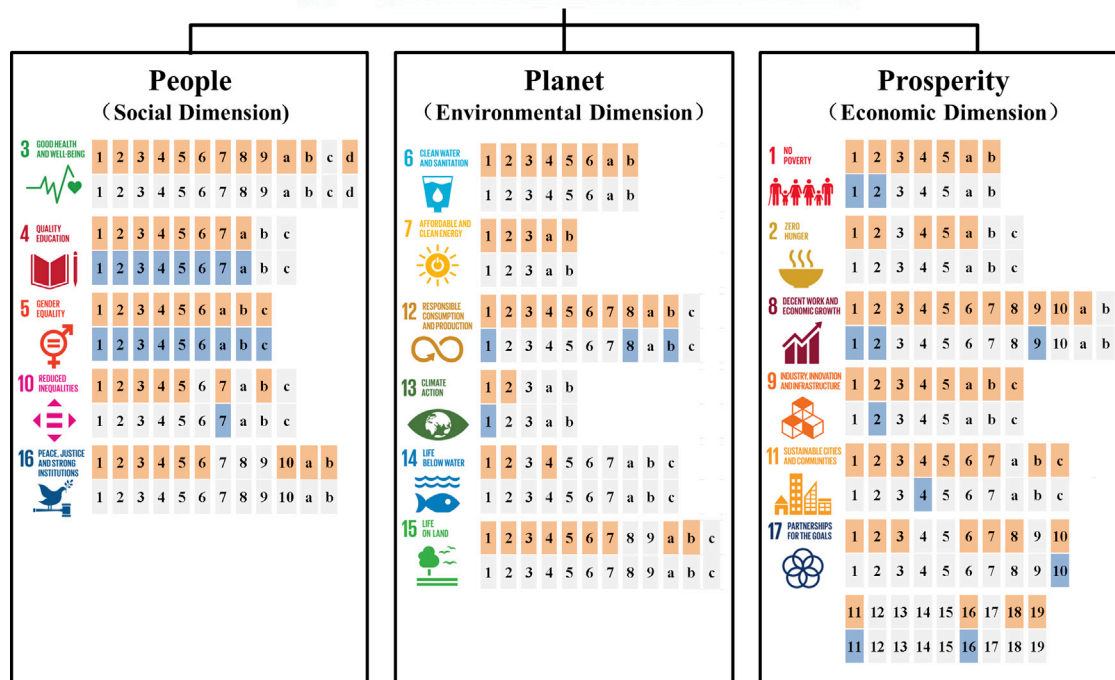 People
（Social Dimension)
3 GOOD HEALTH
AND WELL-BEING
1 2 3 4 5 6 7 8 9 a b c d
1 2 3 4 5 6 7 8 9 a b c d
4 QUALITY
EDUCATION
1 2 3 4 5 6 7 a b c
1 2 3 4 5 6 7 a b c
5 GENDER
EQUALITY
1 2 3 4 5 6 a b c
1 2 3 4 5 6 a b c
10 REDUCED
INEQUALITIES
1 2 3 4 5 6 7 a b c
1 2 3 4 5 6 7 a b c
16 PEACE, JUSTICE
AND STRONG
INSTITUTIONS
1 2 3 4 5 6 7 8 9 10 a b
1 2 3 4 5 6 7 8 9 10 a b
Planet
（Environmental Dimension）
6 CLEAN WATER
AND SANITATION
1 2 3 4 5 6 a b
1 2 3 4 5 6 a b
7 AFFORDABLE AND
CLEAN ENERGY
1 2 3 a b
1 2 3 a b
12 RESPONSIBLE
CONSUMPTION
AND PRODUCTION
1 2 3 4 5 6 7 8 a b c
1 2 3 4 5 6 7 8 a b c
13 CLIMATE
ACTION
1 2 3 a b
1 2 3 a b
14 LIFE
BELOW WATER
1 2 3 4 5 6 7 a b c
1 2 3 4 5 6 7 a b c
15 LIFE
ON LAND
1 2 3 4 5 6 7 8 9 a b c
1 2 3 4 5 6 7 8 9 a b c
Prosperity
（Economic Dimension）
1 NO
POVERTY
1 2 3 4 5 a b
1 2 3 4 5 a b
2 ZERO
HUNGER
1 2 3 4 5 a b c
1 2 3 4 5 a b c
8 DECENT WORK AND
ECONOMIC GROWTH
1 2 3 4 5 6 7 8 9 10 a b
1 2 3 4 5 6 7 8 9 10 a b
9 INDUSTRY, INNOVATION
AND INFRASTRUCTURE
1 2 3 4 5 a b c
1 2 3 4 5 a b c
11 SUSTAINABLE CITIES
AND COMMUNITIES
1 2 3 4 5 6 7 a b c
1 2 3 4 5 6 7 a b c
17 PARTNERSHIPS
FOR THE GOALS
1 2 3 4 5 6 7 8 9 10
1 2 3 4 5 6 7 8 9 10
11 12 13 14 15 16 17 18 19
11 12 13 14 15 16 17 18 19